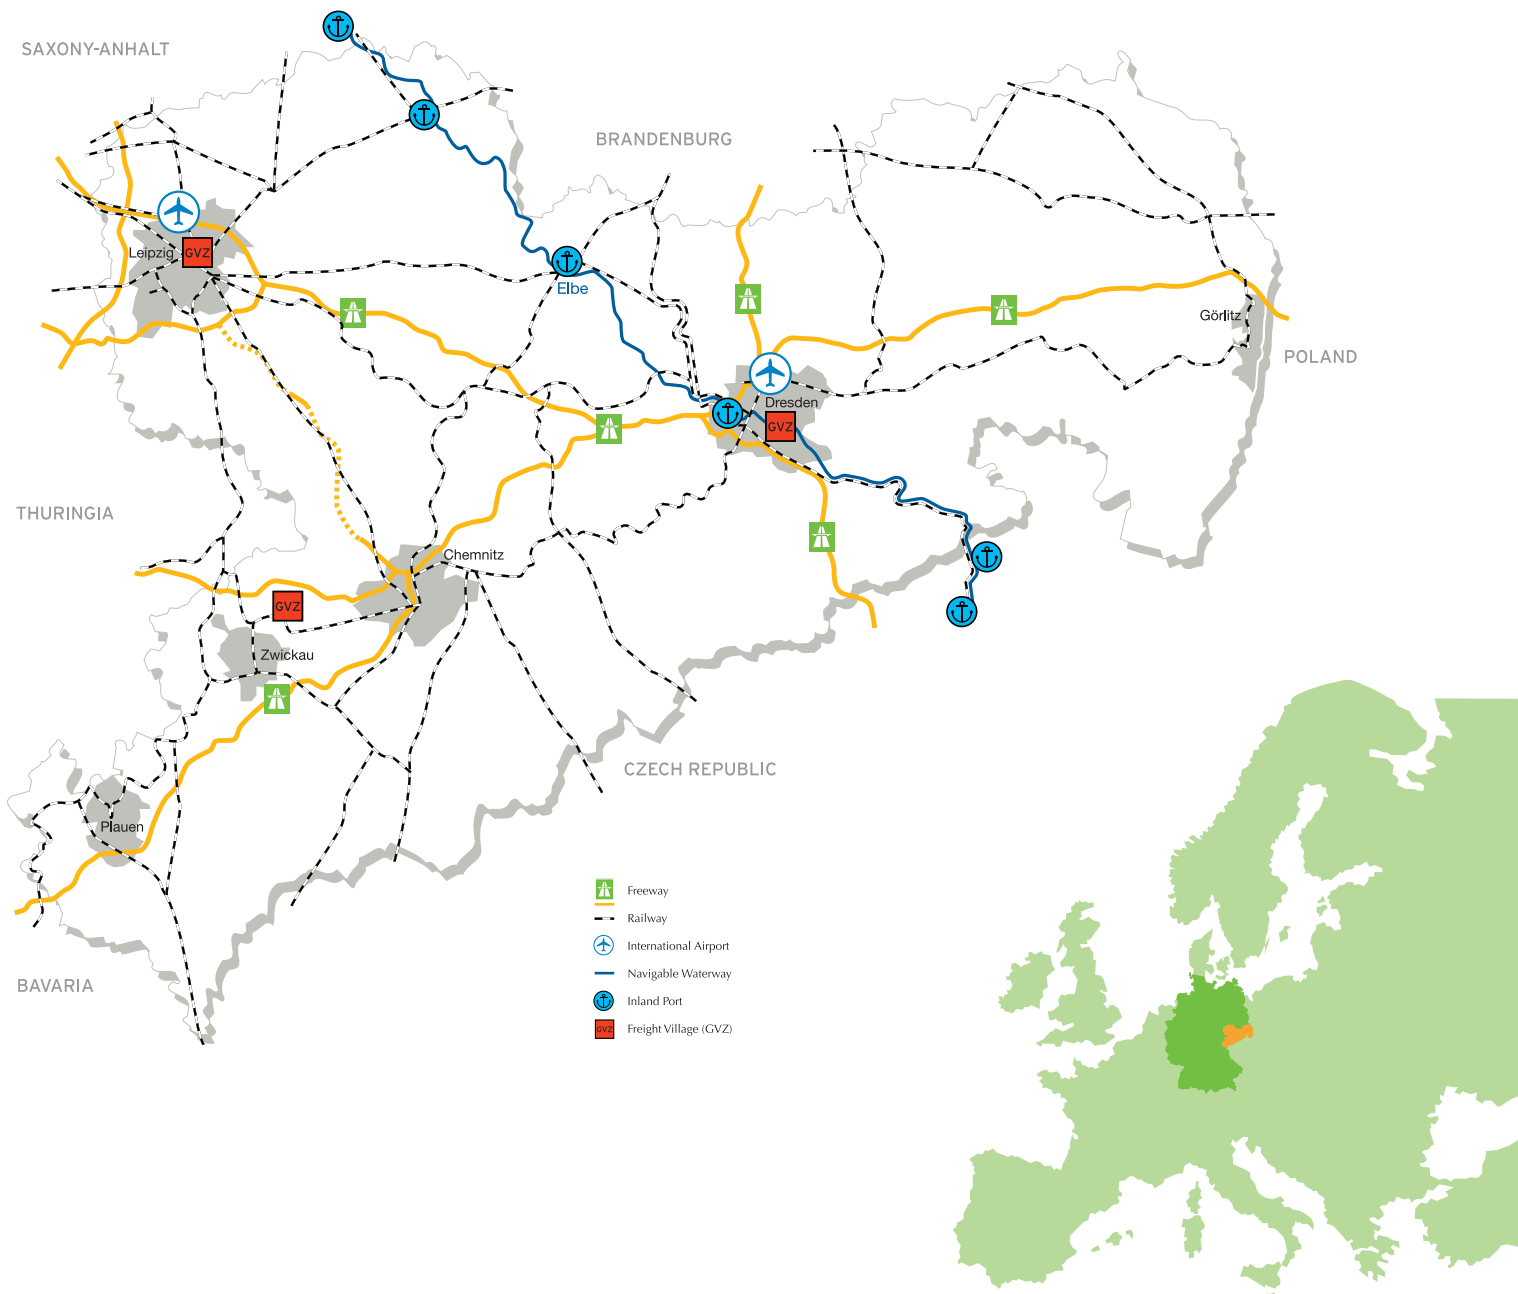 SAXONY-ANHALT
BRANDENBURG
Leipzig
GVZ
Elbe
Görlitz
POLAND
Dresden
GVZ
THURINGIA
Chemnitz
GVZ
Zwickau
CZECH REPUBLIC
Plauen
BAVARIA
Freeway
Railway
International Airport
Navigable Waterway
Inland Port
GVZ
Freight Village (GVZ)